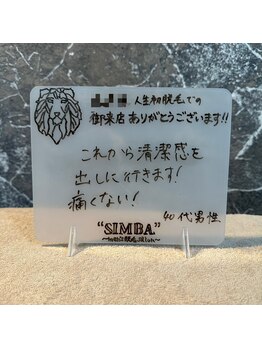 人生初脱毛での
御来店ありがとうございます!!
これから清潔感を
出しに行きます!
痛くない!
40代男性
"SIMBA"